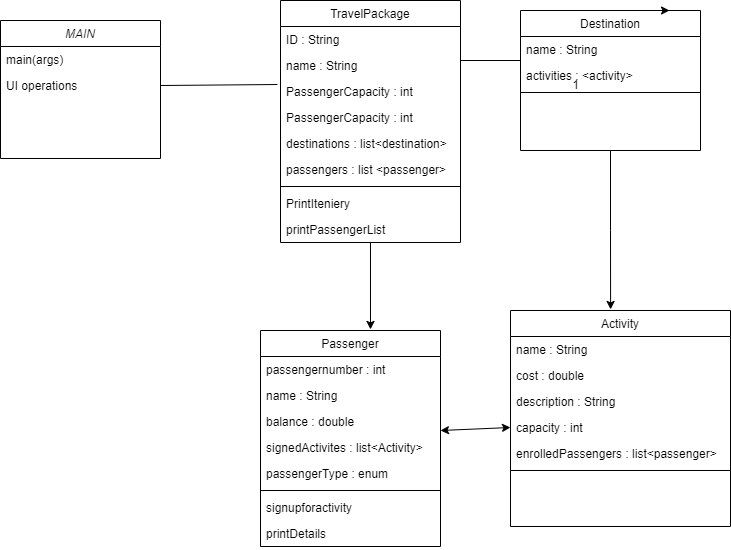 MAIN
main(args)
UI operations
TravelPackage
ID : String
name : String
PassengerCapacity : int
PassengerCapacity : int
destinations : list<destination>
passengers : list <passenger>
PrintIteniery
printPassengerList
Destination
name : String
activities : <activity>
1
Passenger
passengernumber : int
name : String
balance : double
signedActivites : list<Activity>
passengerType : enum
signupforactivity
printDetails
Activity
name : String
cost : double
description : String
capacity : int
enrolledPassengers : list<passenger>